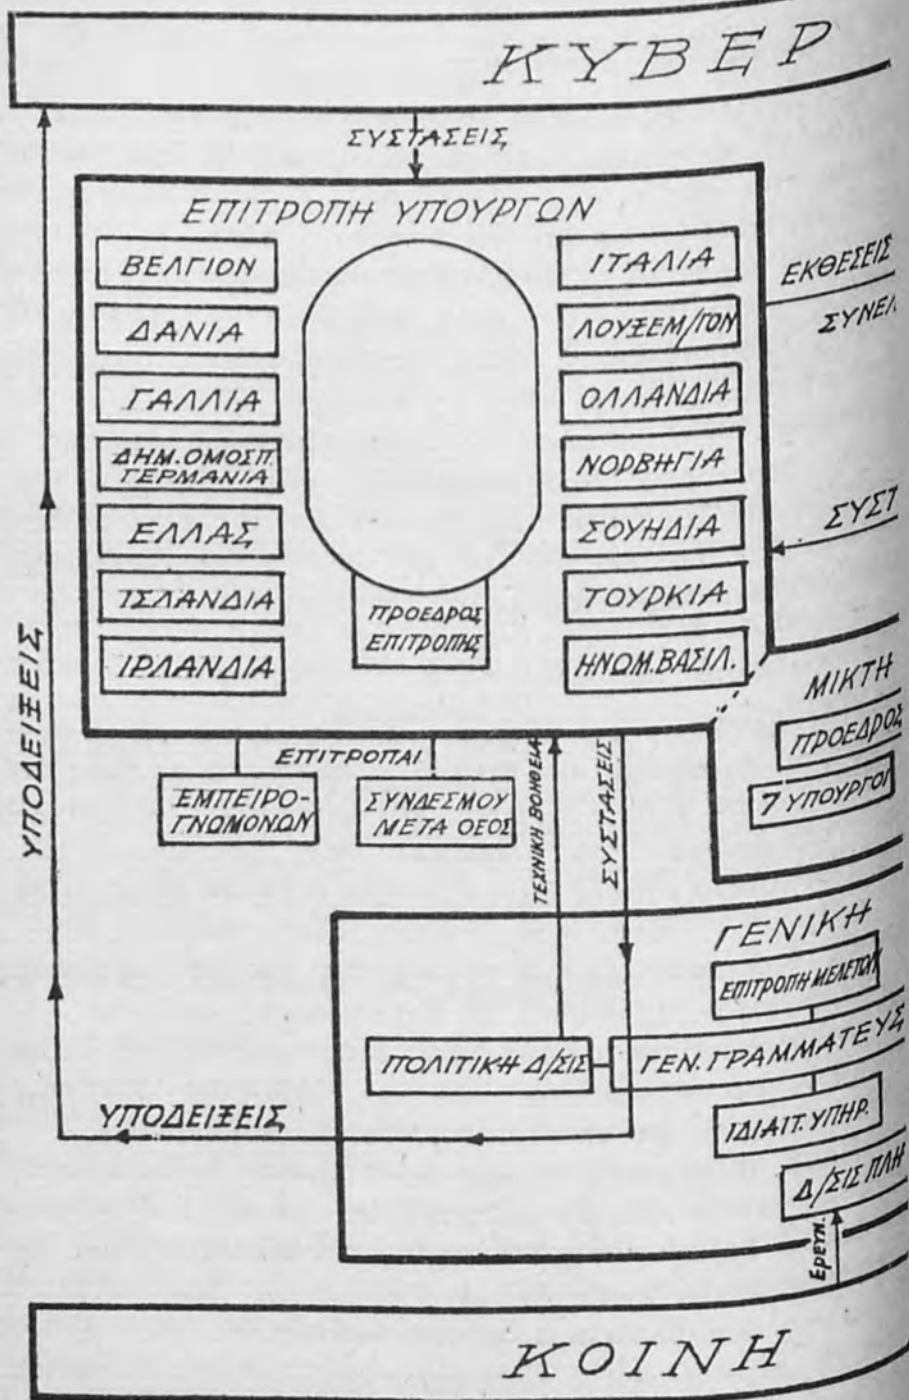 ΚΥΒΕΡ
ΣΥΣΤΑΣΕΙΣ
ΕΠΙΤΡΟΠΗ ΥΠΟΥΡΓΩΝ
ΒΕΛΓΙΟΝ
ΔΑΝΙΑ
ΓΑΛΛΙΑ
ΔΗΜ. ΟΜΟΣΠ.
ΓΕΡΜΑΝΙΑ
ΕΛΛΑΣ
ΙΣΛΑΝΔΙΑ
ΙΡΛΑΝΔΙΑ
ΠΡΟΕΔΡΟΣ
ΕΠΙΤΡΟΠΗΣ
ΙΤΑΛΙΑ
ΛΟΥΞΕΜ/ΓΟΝ
ΟΛΛΑΝΔΙΑ
ΝΟΡΒΗΓΙΑ
ΣΟΥΗΔΙΑ
ΤΟΥΡΚΙΑ
ΗΝΩΜ. ΒΑΣΙΛ.
ΕΚΘΕΣΕΙΣ
ΣΥΝΕΛ
ΣΥΣΤ
ΥΠΟΔΕΙΞΕΙΣ
ΕΠΙΤΡΟΠΑΙ
ΕΜΠΕΙΡΟ-
ΓΝΩΜΟΝΩΝ
ΣΥΝΔΕΣΜΟΥ
ΜΕΤΑ ΟΕΟΣ
ΤΕΧΝΙΚΗ ΒΟΗΘΕΙΑ
ΣΥΣΤΑΣΕΙΣ
ΜΙΚΤΗ
ΠΡΟΕΔΡΟΣ
7 ΥΠΟΥΡΓΟΙ
ΓΕΝΙΚΗ
ΕΠΙΤΡΟΠΗ ΜΕΛΕΤΩΝ
ΠΟΛΙΤΙΚΗ Δ/ΣΙΣ
ΓΕΝ. ΓΡΑΜΜΑΤΕΥΣ
ΥΠΟΔΕΙΞΕΙΣ
ΙΔΙΑΙΤ. ΥΠΗΡ.
Δ/ΣΙΣ ΠΛΗ
Ερευν.
ΚΟΙΝΗ